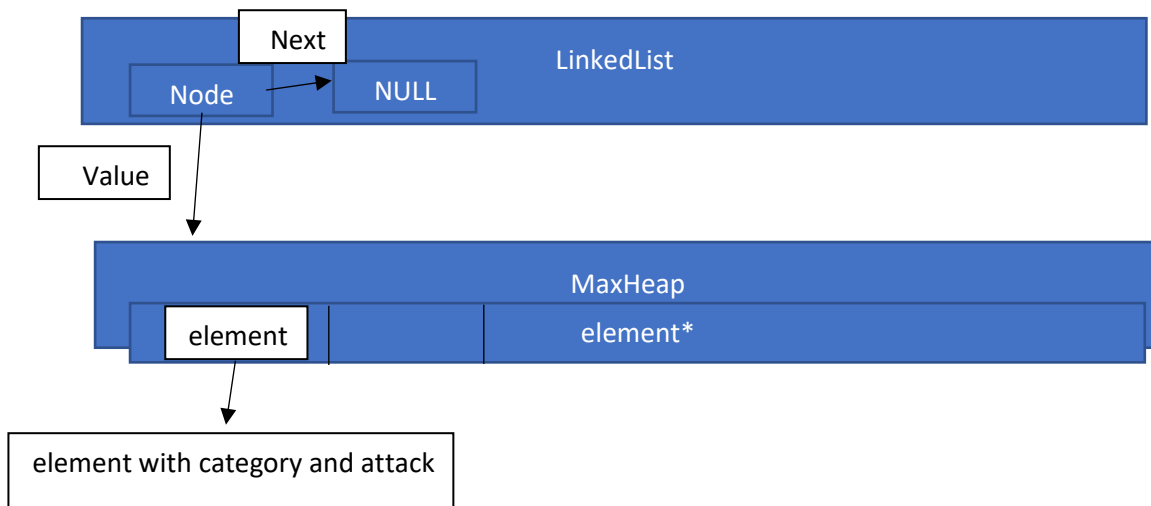 Next
LinkedList
Node
NULL
Value
MaxHeap
element
element*
element with category and attack